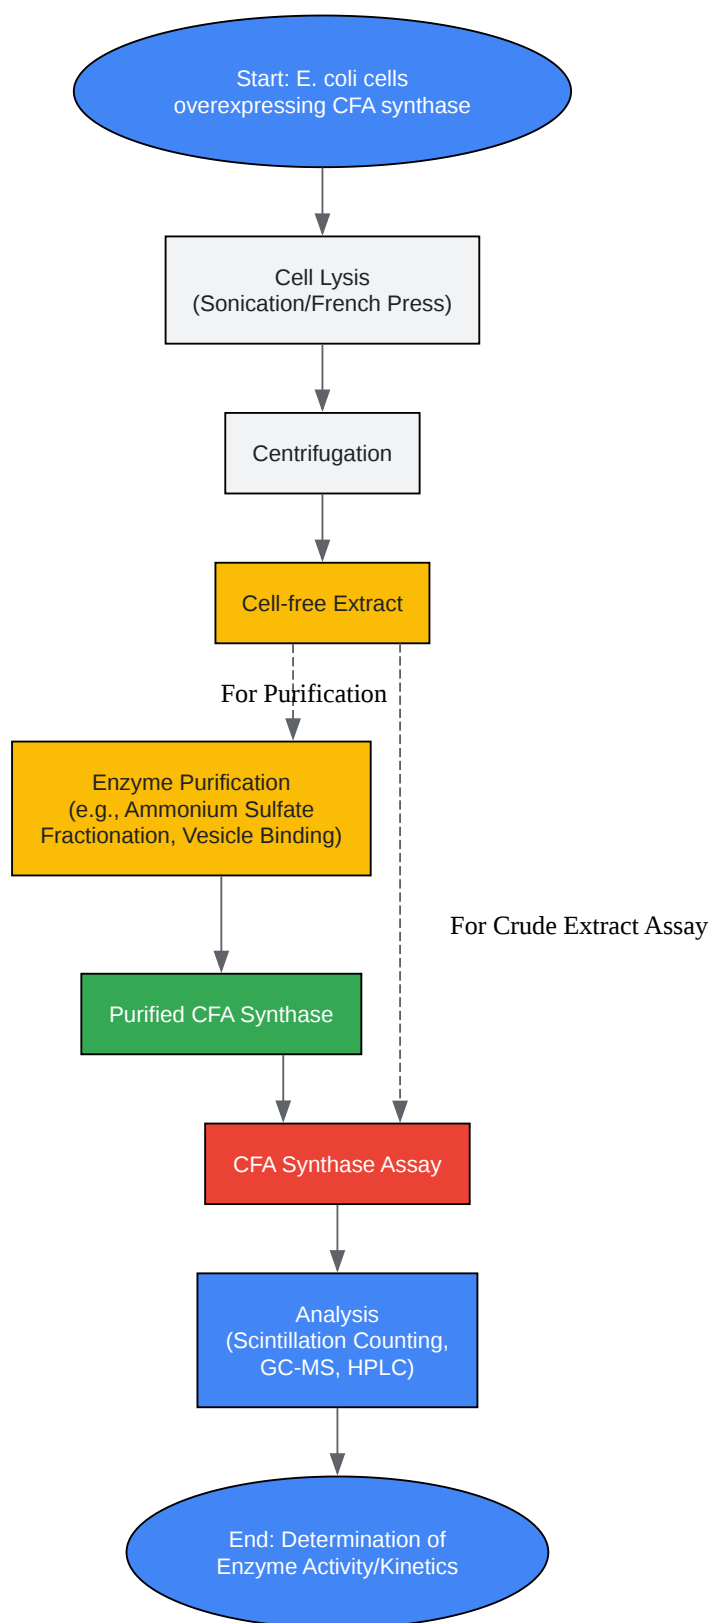 Start: E. coli cells
overexpressing CFA synthase
Cell Lysis
(Sonication/French Press)
Centrifugation
Cell-free Extract
For Purification
Enzyme Purification
(e.g., Ammonium Sulfate
Fractionation, Vesicle Binding)
For Crude Extract Assay
Purified CFA Synthase
CFA Synthase Assay
Analysis
(Scintillation Counting,
GC-MS, HPLC)
End: Determination of
Enzyme Activity/Kinetics